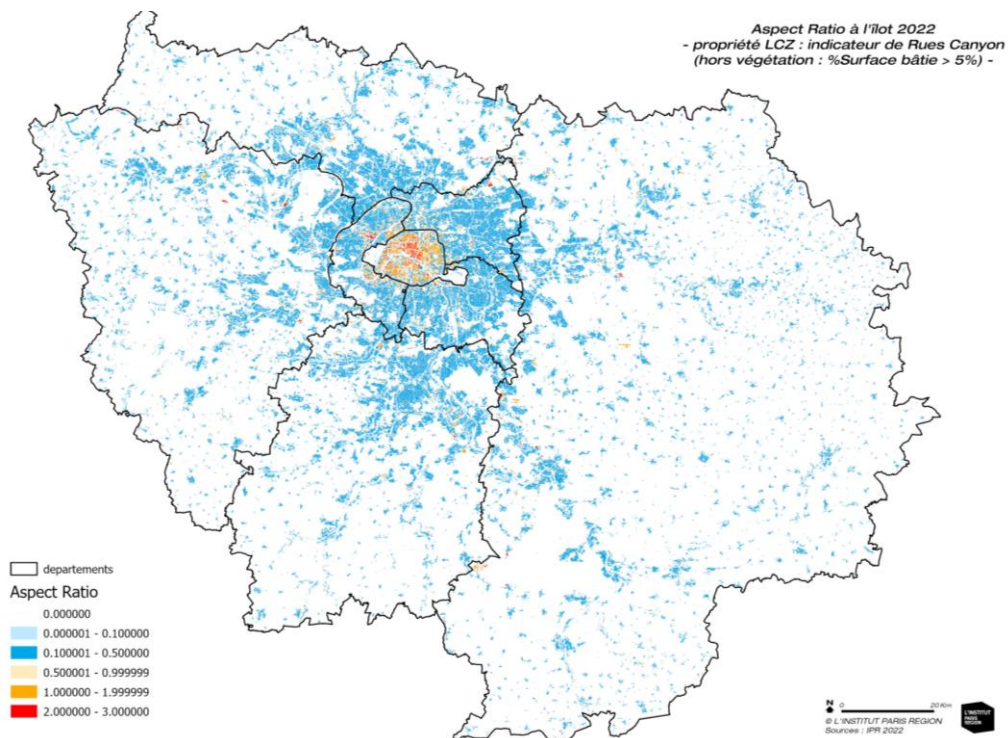 Aspect Ratio à l'îlot 2022
- propriété LCZ : indicateur de Rues Canyon
(hors végétation : %Surface bâtie > 5%) -
departements
Aspect Ratio
0.000000
0.000001 - 0.100000
0.100001 - 0.500000
0.500001 - 0.999999
1.000000 - 1.999999
2.000000 - 3.000000
N 0 20 Km
© L'INSTITUT PARIS REGION
Sources : IPR 2022
L'INSTITUT
PARIS
REGION